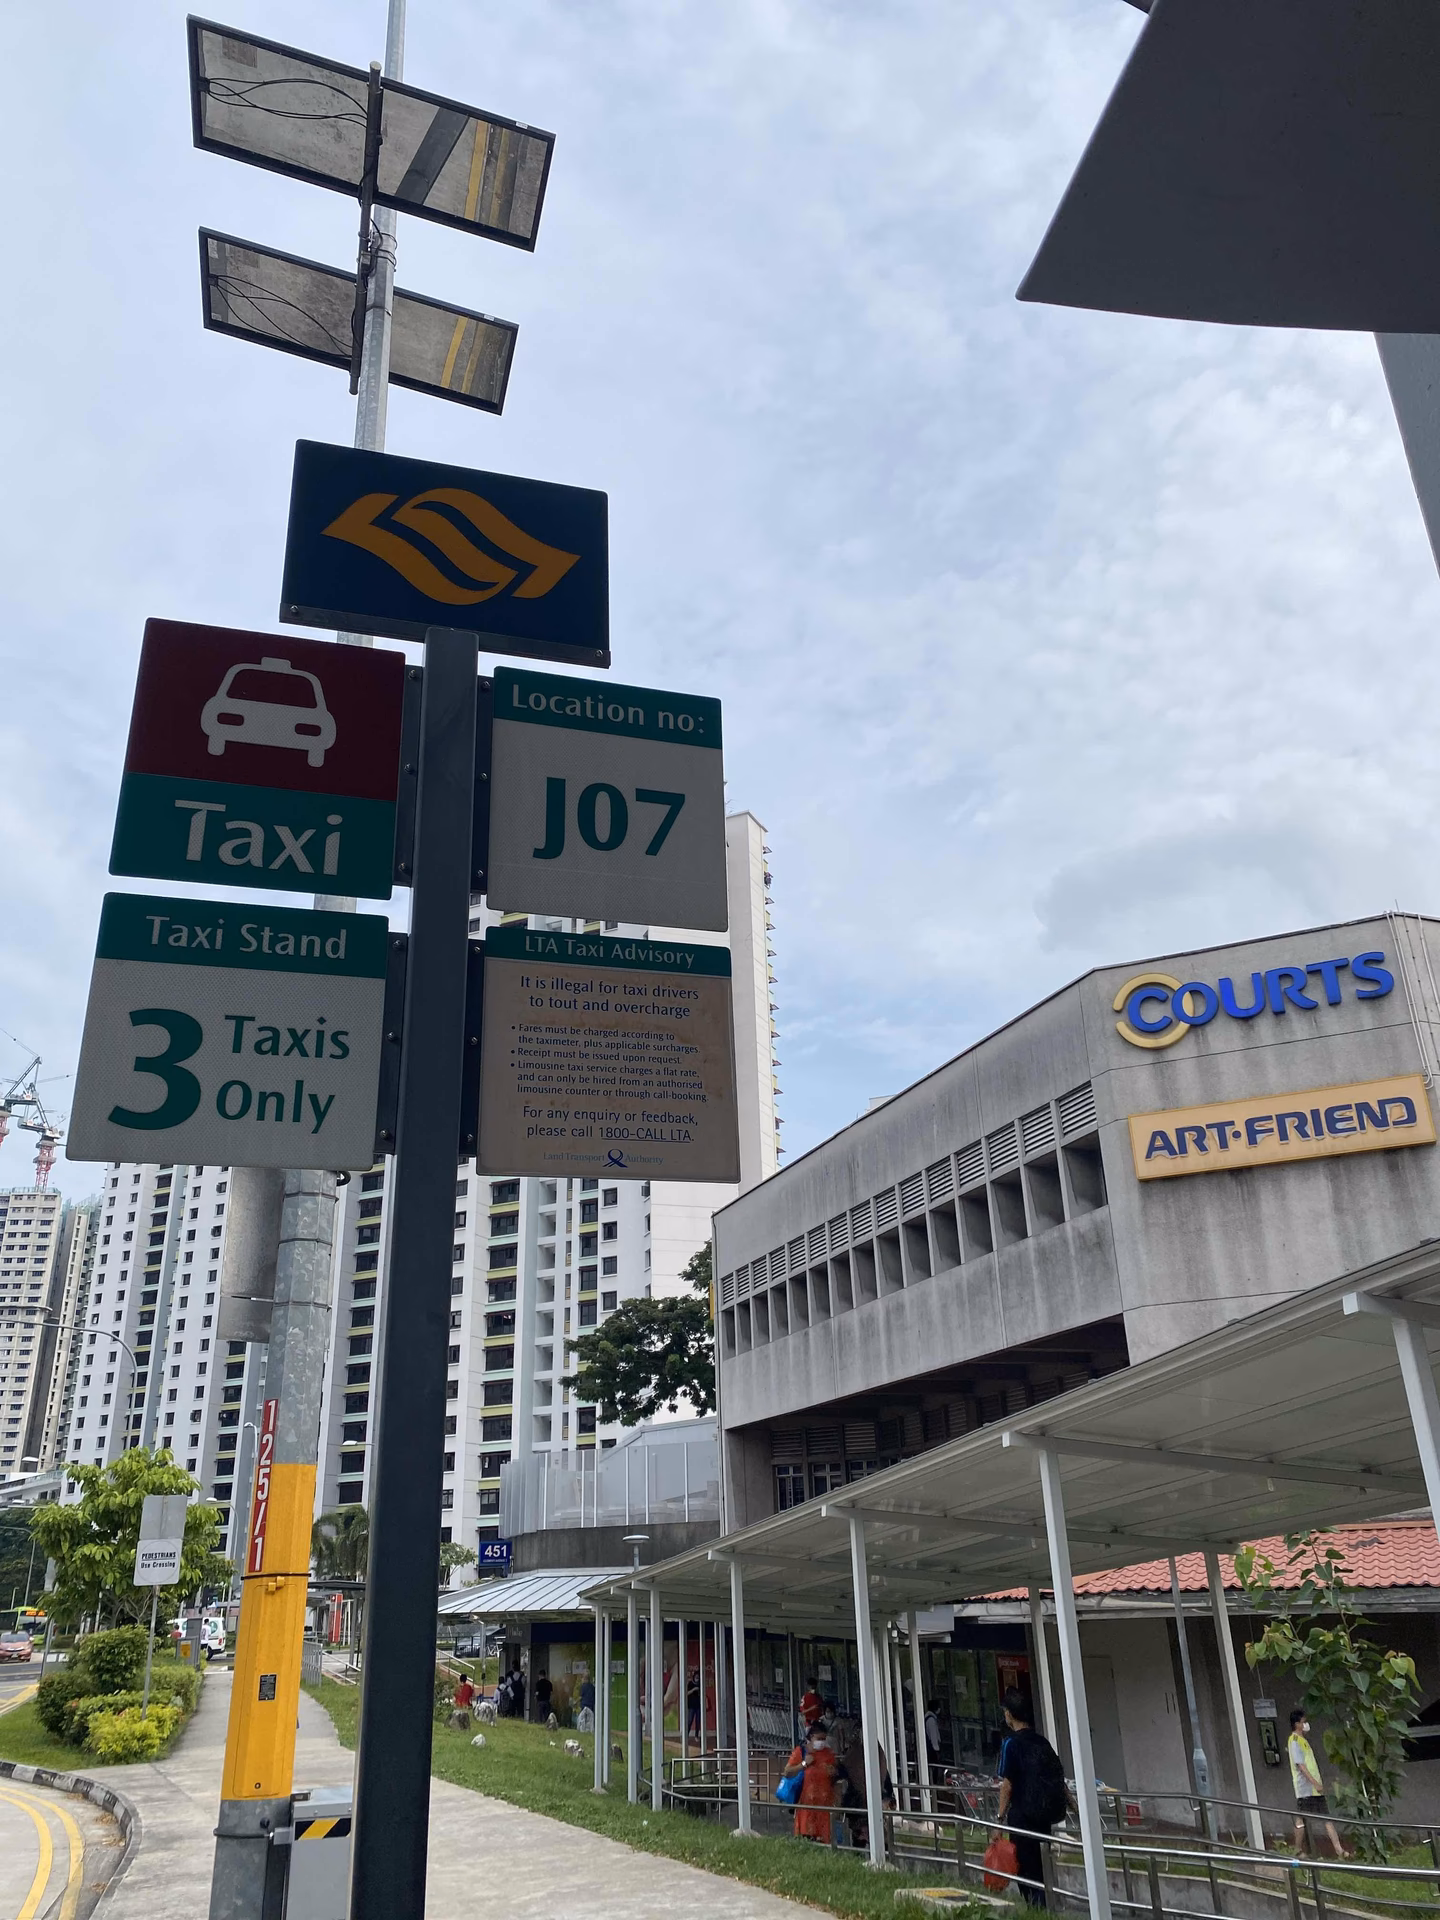 Taxi
Location no:
J07
Taxi Stand
3 Taxis
Only
LTA Taxi Advisory
It is illegal for taxi drivers
to tout and overcharge
• Fares must be charged according to
the taximeter, plus applicable surcharges.
• Receipt must be issued upon request.
• Limousine taxi service charges a flat rate,
and can only be hired from an authorised
limousine counter or through call-booking.
For any enquiry or feedback,
please call 1800-CALL LTA.
Land Transport Authority
COURTS
ART•FRIEND
125/1
PEDESTRIANS
Use Crossing
451